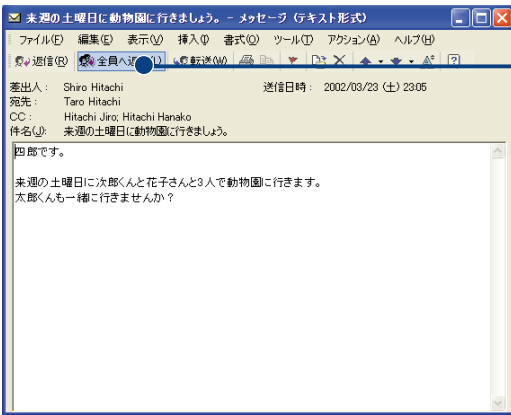 来週の土曜日に動物園に行きましょう。 - メッセージ (テキスト形式)
ファイル(F) 編集(E) 表示(V) 挿入(I) 書式(O) ツール(T) アクション(A) ヘルプ(H)
返信(R) 全員へ返 転送(W)
差出人: Shiro Hitachi 送信日時: 2002/03/23 (土) 23:05
宛先: Taro Hitachi
CC: Hitachi Jiro; Hitachi Hanako
件名(J): 来週の土曜日に動物園に行きましょう。
四郎です。
来週の土曜日に次郎くんと花子さんと3人で動物園に行きます。
太郎くんも一緒に行きませんか?